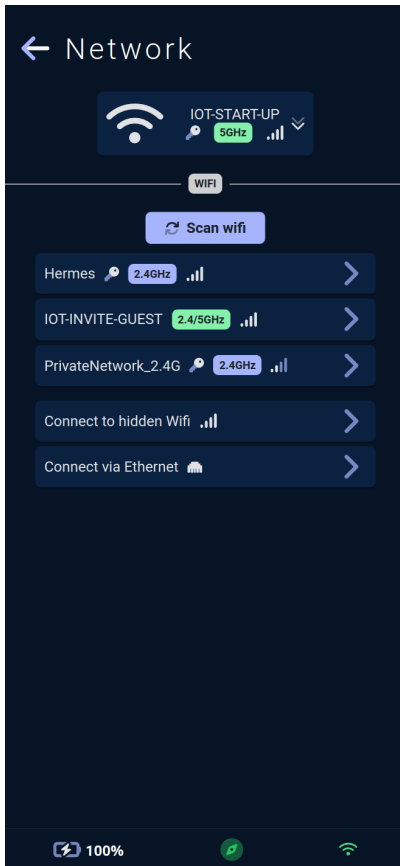 Network
IOT-START-UP
5GHz
WIFI
Scan wifi
Hermes 2.4GHz
IOT-INVITE-GUEST 2.4/5GHz
PrivateNetwork_2.4G 2.4GHz
Connect to hidden Wifi
Connect via Ethernet
100%